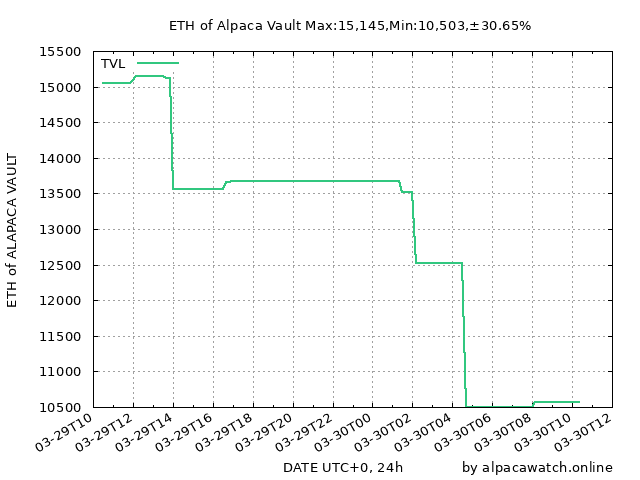 ETH of Alpaca Vault Max:15,145,Min:10,503,±30.65%
TVL
ETH of ALAPACA VAULT
15500
15000
14500
14000
13500
13000
12500
12000
11500
11000
10500
03-29T10
03-29T12
03-29T14
03-29T16
03-29T18
03-29T20
03-29T22
03-30T00
03-30T02
03-30T04
03-30T06
03-30T08
03-30T10
03-30T12
DATE UTC+0, 24h
by alpacawatch.online